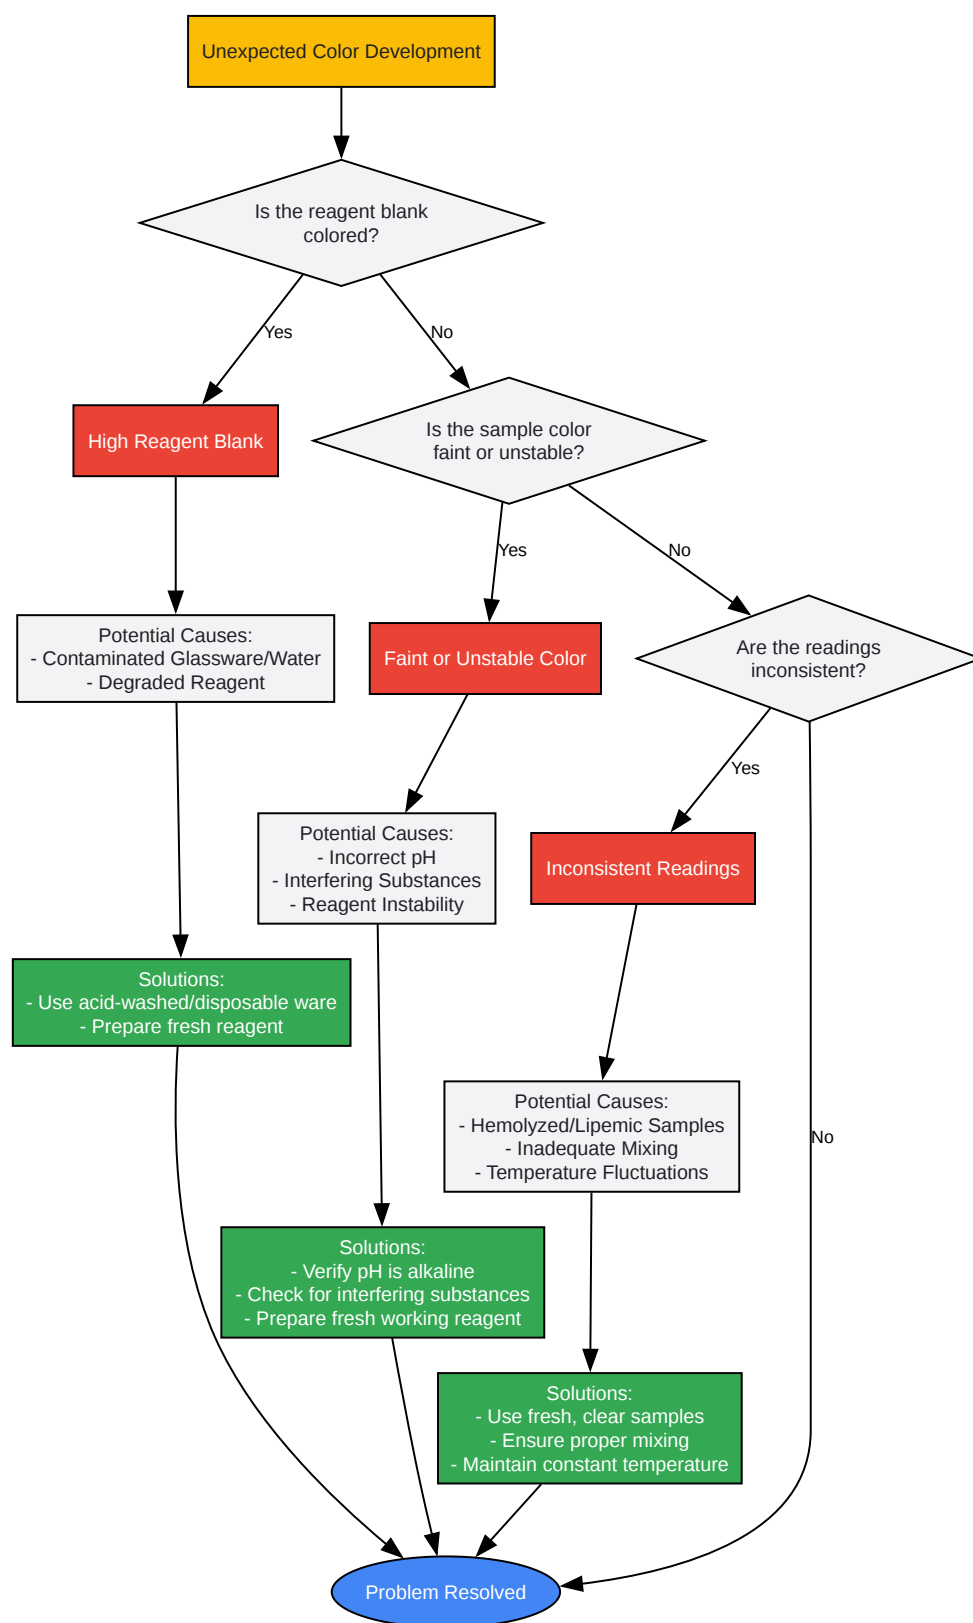 Unexpected Color Development
Is the reagent blank
colored?
Yes
No
High Reagent Blank
Is the sample color
faint or unstable?
Yes
No
Potential Causes:
- Contaminated Glassware/Water
- Degraded Reagent
Faint or Unstable Color
Are the readings
inconsistent?
Yes
Potential Causes:
- Incorrect pH
- Interfering Substances
- Reagent Instability
Inconsistent Readings
Solutions:
- Use acid-washed/disposable ware
- Prepare fresh reagent
Potential Causes:
- Hemolyzed/Lipemic Samples
- Inadequate Mixing
- Temperature Fluctuations
No
Solutions:
- Verify pH is alkaline
- Check for interfering substances
- Prepare fresh working reagent
Solutions:
- Use fresh, clear samples
- Ensure proper mixing
- Maintain constant temperature
Problem Resolved